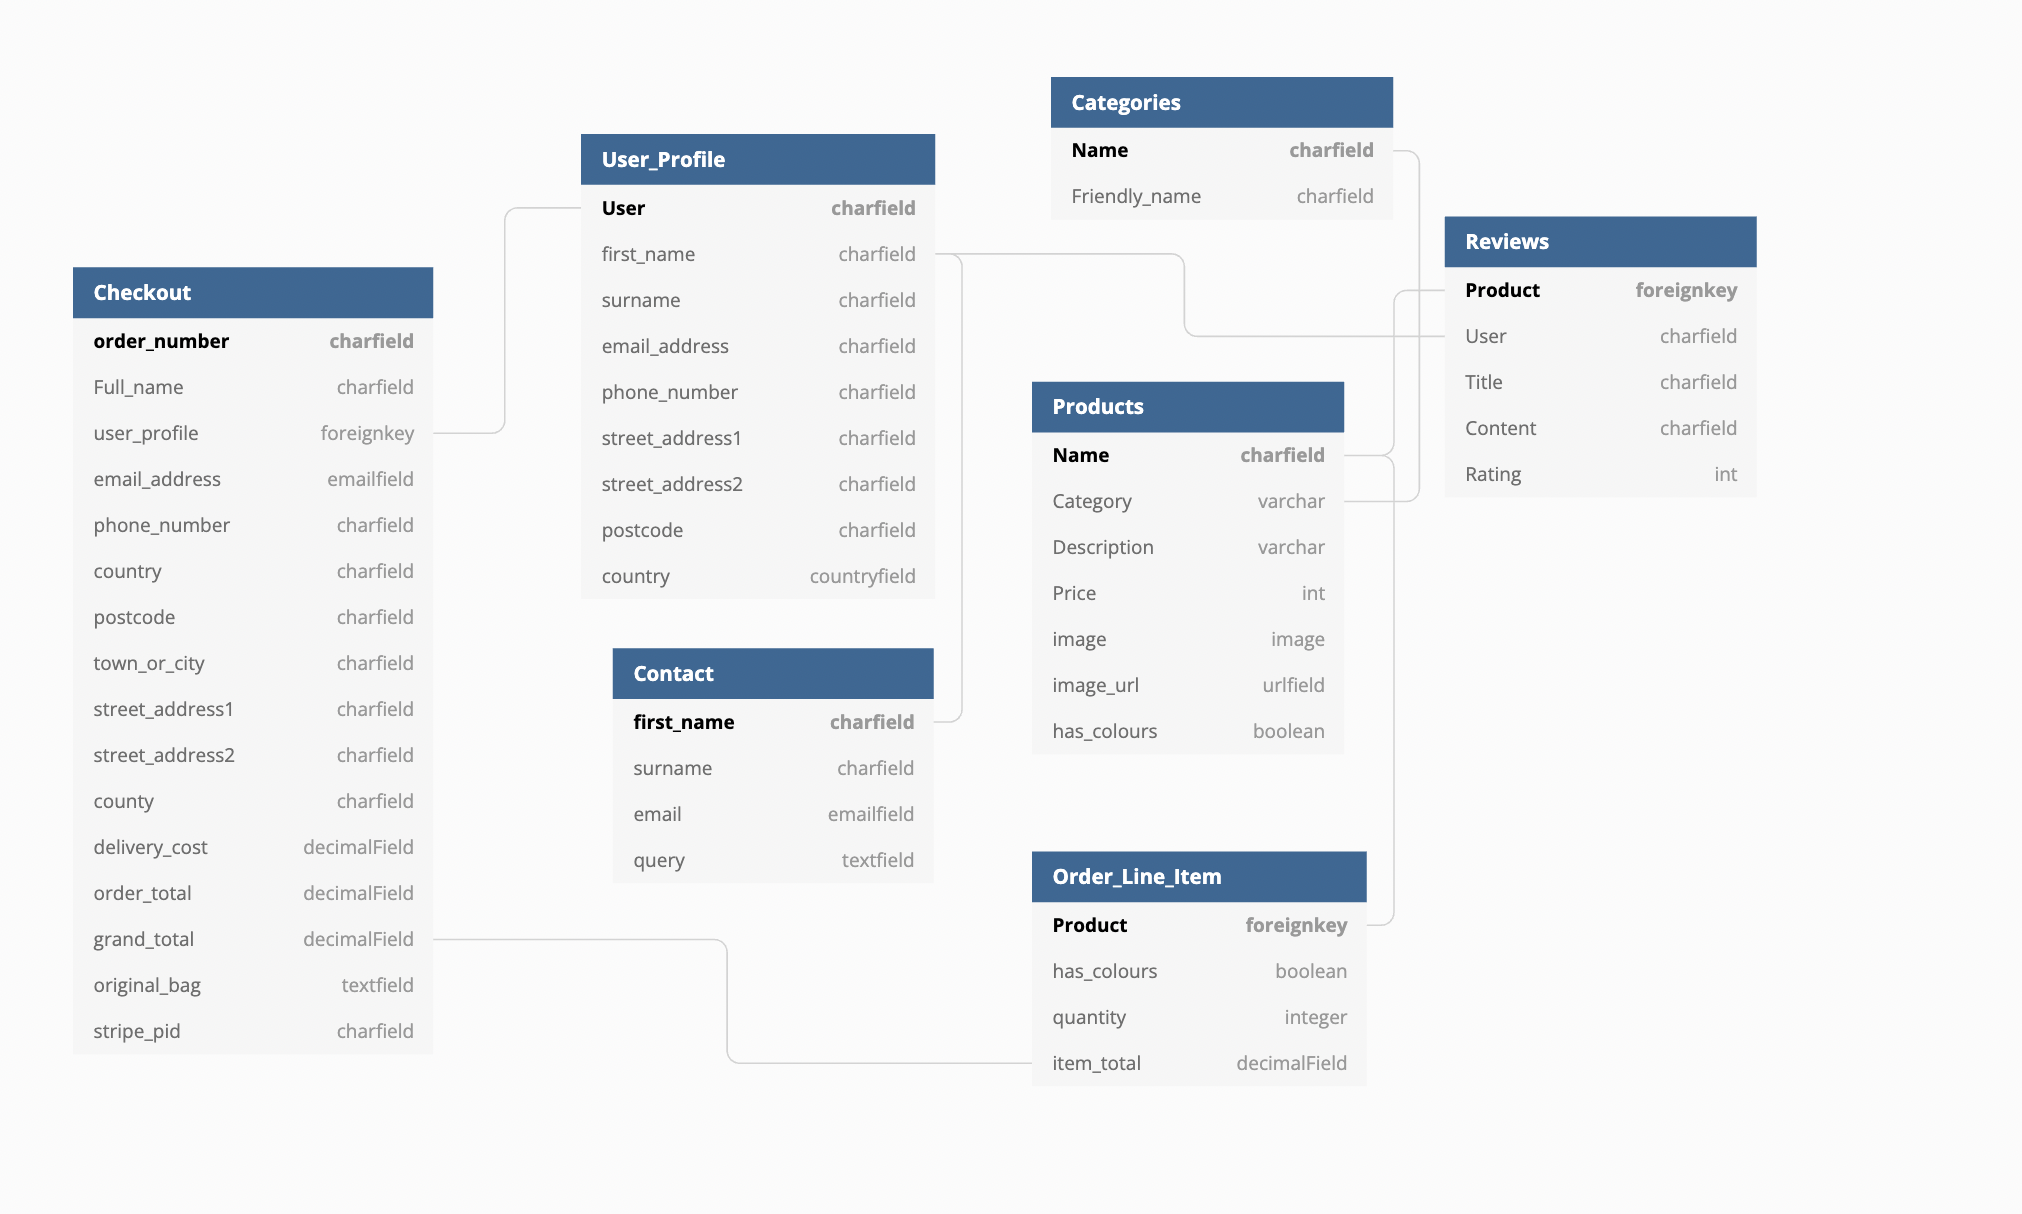 Checkout
order_number charfield
Full_name charfield
user_profile foreignkey
email_address emailfield
phone_number charfield
country charfield
postcode charfield
town_or_city charfield
street_address1 charfield
street_address2 charfield
county charfield
delivery_cost decimalField
order_total decimalField
grand_total decimalField
original_bag textfield
stripe_pid charfield
User_Profile
User charfield
first_name charfield
surname charfield
email_address charfield
phone_number charfield
street_address1 charfield
street_address2 charfield
postcode charfield
country countryfield
Contact
first_name charfield
surname charfield
email emailfield
query textfield
Categories
Name charfield
Friendly_name charfield
Products
Name charfield
Category varchar
Description varchar
Price int
image image
image_url urlfield
has_colours boolean
Order_Line_Item
Product foreignkey
has_colours boolean
quantity integer
item_total decimalField
Reviews
Product foreignkey
User charfield
Title charfield
Content charfield
Rating int